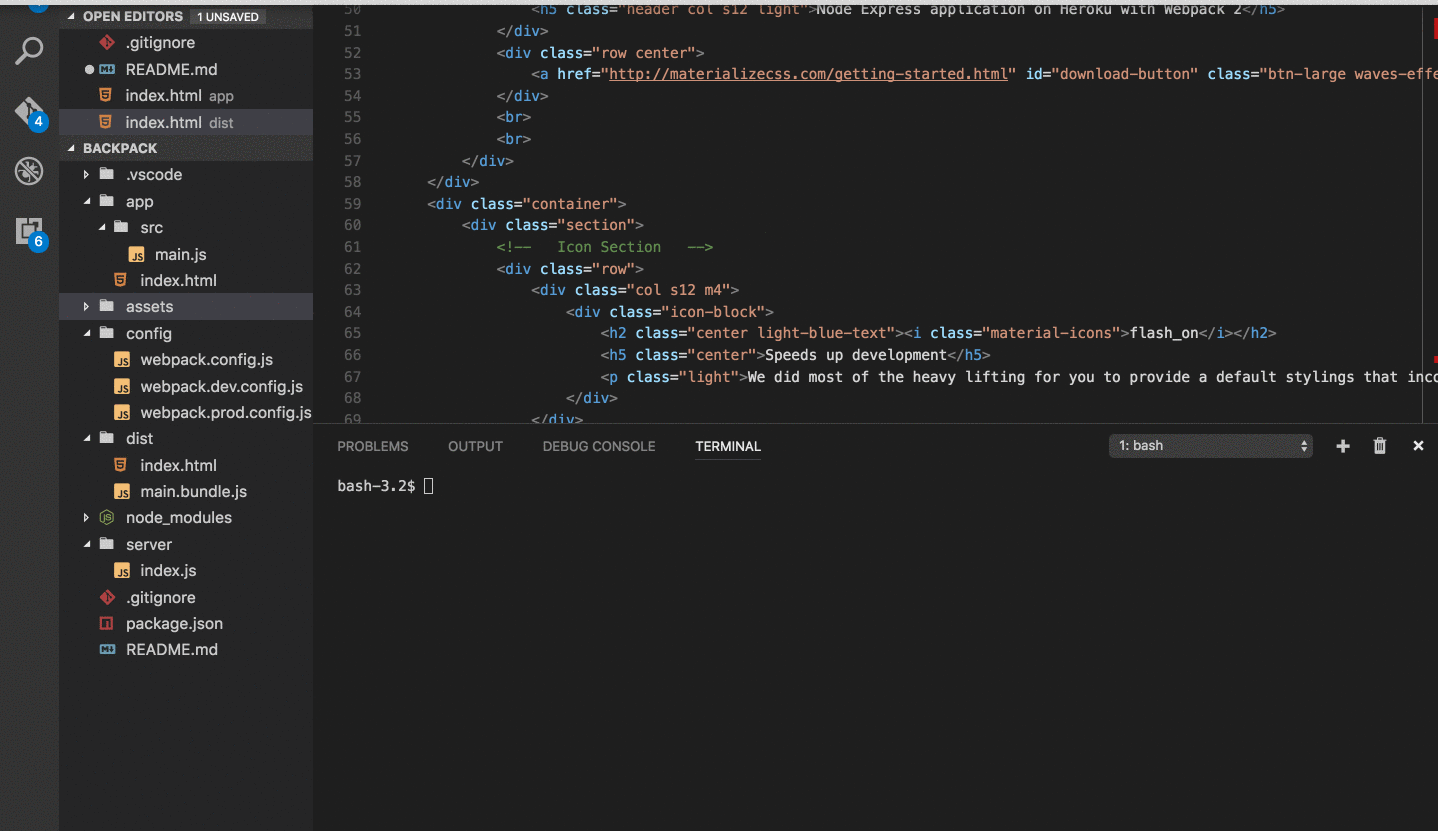 OPEN EDITORS 1 UNSAVED
.gitignore
README.md
index.html app
index.html dist
BACKPACK
.vscode
app
src
main.js
index.html
assets
config
webpack.config.js
webpack.dev.config.js
webpack.prod.config.js
dist
index.html
main.bundle.js
node_modules
server
index.js
.gitignore
package.json
README.md
4
6
50 <h5 class="header col s12 light">Node Express application on Heroku with Webpack 2</h5>
51 </div>
52 <div class="row center">
53 <a href="http://materializecss.com/getting-started.html" id="download-button" class="btn-large waves-effe
54 </div>
55 <br>
56 <br>
57 </div>
58 </div>
59 <div class="container">
60 <div class="section">
61 <!--   Icon Section   -->
62 <div class="row">
63 <div class="col s12 m4">
64 <div class="icon-block">
65 <h2 class="center light-blue-text"><i class="material-icons">flash_on</i></h2>
66 <h5 class="center">Speeds up development</h5>
67 <p class="light">We did most of the heavy lifting for you to provide a default stylings that inco
68 </div>
69 </div>
PROBLEMS OUTPUT DEBUG CONSOLE TERMINAL 1: bash
bash-3.2$